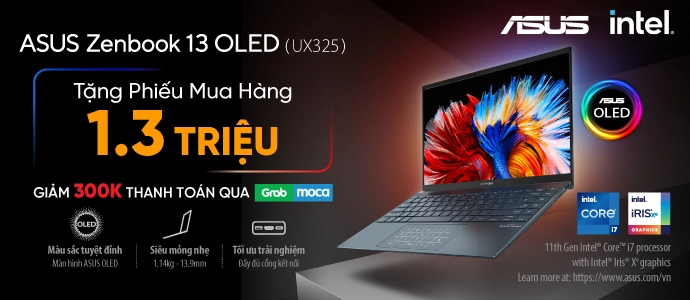 ASUS Zenbook 13 OLED (UX325)
ASUS intel.
Tặng Phiếu Mua Hàng
1.3 TRIỆU
GIẢM 300K THANH TOÁN QUA Grab moca
OLED
Màu sắc tuyệt đỉnh
Màn hình ASUS OLED
Siêu mỏng nhẹ
1.14kg - 13.9mm
Tối ưu trải nghiệm
Đầy đủ cổng kết nối
ASUS
OLED
intel.
CORE
i7
intel.
iRIS Xe
GRAPHICS
11th Gen Intel® Core™ i7 processor
with Intel® Iris® Xe graphics
Learn more at: https://www.asus.com/vn